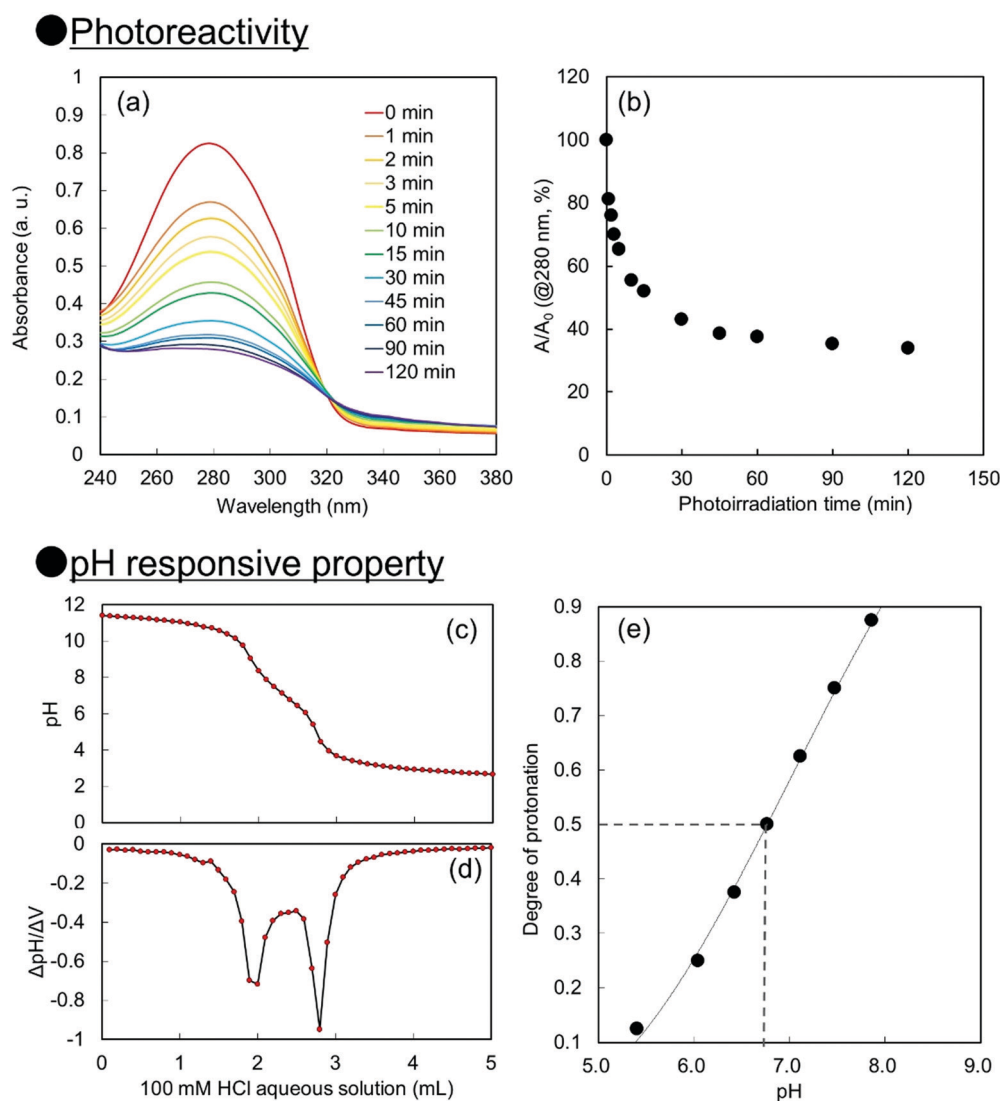 ●Photoreactivity
(a)
1
0.9
0.8
0.7
0.6
0.5
0.4
0.3
0.2
0.1
0
Absorbance (a. u.)
240 260 280 300 320 340 360 380
Wavelength (nm)
0 min
1 min
2 min
3 min
5 min
10 min
15 min
30 min
45 min
60 min
90 min
120 min
(b)
120
100
80
60
40
20
0
A/A₀ (@280 nm, %)
0 30 60 90 120 150
Photoirradiation time (min)
●pH responsive property
(c)
12
10
8
6
4
2
0
pH
(d)
0
-0.2
-0.4
-0.6
-0.8
-1
ΔpH/ΔV
0 1 2 3 4 5
100 mM HCl aqueous solution (mL)
(e)
0.9
0.8
0.7
0.6
0.5
0.4
0.3
0.2
0.1
Degree of protonation
5.0 6.0 7.0 8.0 9.0
pH